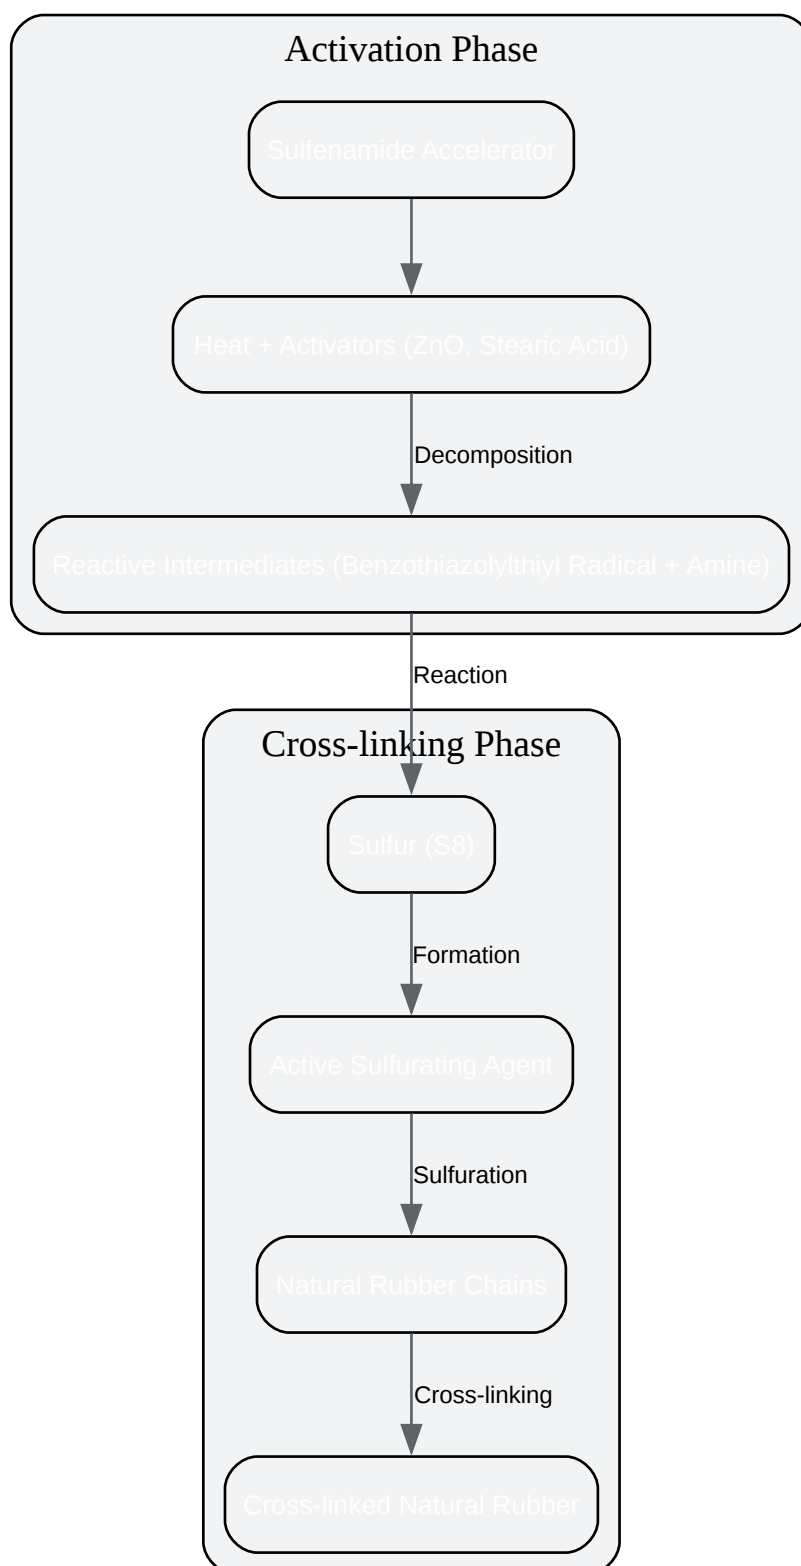 Activation Phase
Sulfenamide Accelerator
Heat + Activators (ZnO, Stearic Acid)
Decomposition
Reactive Intermediates (Benzothiazolylthiyl Radical + Amine)
Reaction
Cross-linking Phase
Sulfur (S8)
Formation
Active Sulfurating Agent
Sulfuration
Natural Rubber Chains
Cross-linking
Cross-linked Natural Rubber